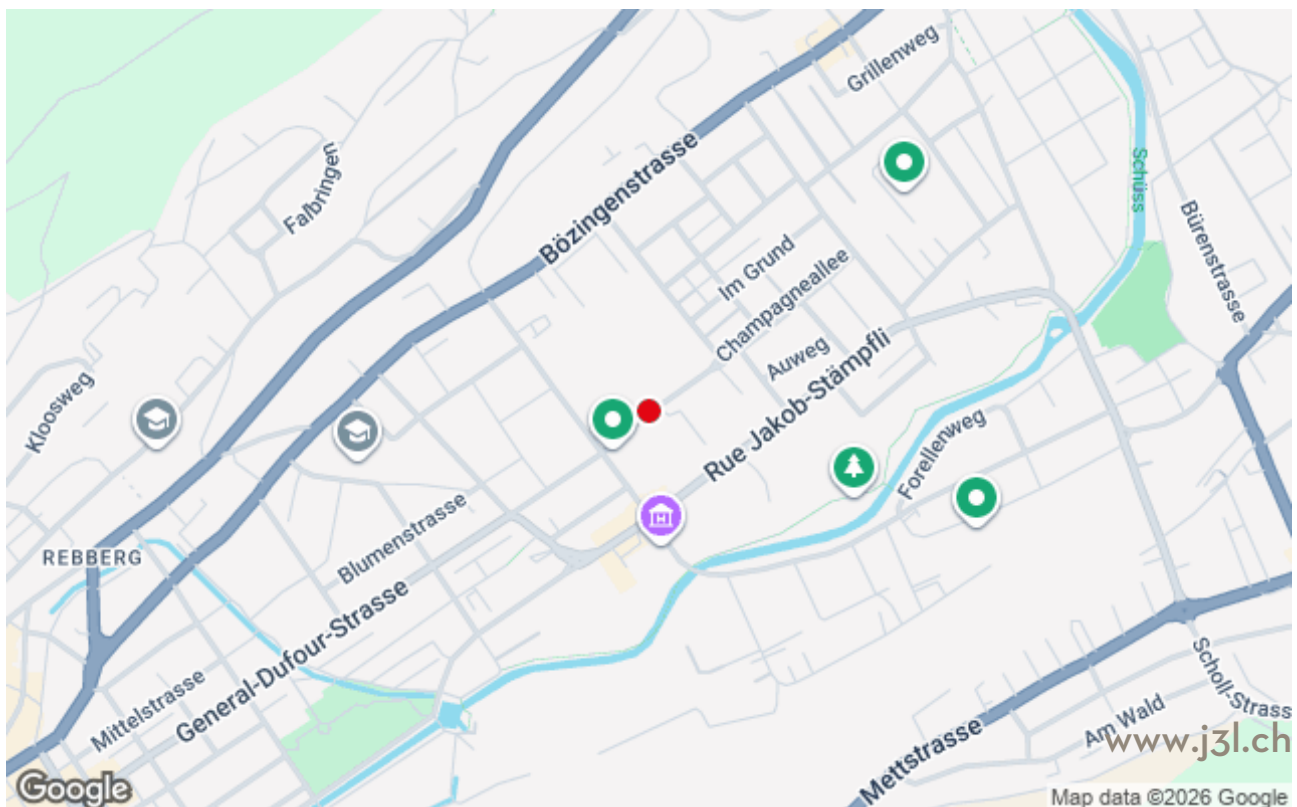 Grillenweg
Schüss
Bözingenstrasse
Falbringen
Bürenstrasse
Im Grund
Champagneallee
Auweg
Rue Jakob-Stämpfli
Kloosweg
Forellenweg
Blumenstrasse
REBBERG
General-Dufour-Strasse
Mittelstrasse
Scholl-Strass
Am Wald
Mettstrasse
www.j3l.ch
Google
Map data ©2026 Google